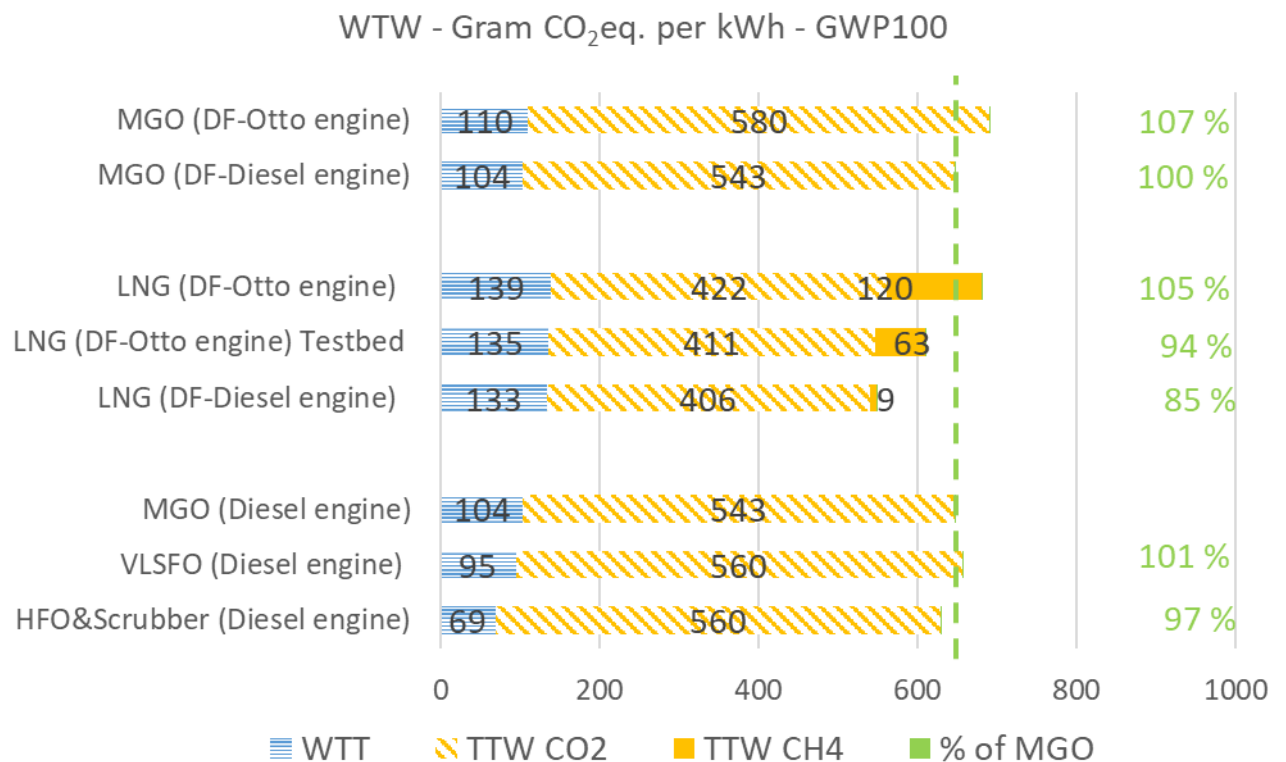 WTW - Gram CO₂eq. per kWh - GWP100
MGO (DF-Otto engine) 110 580 107 %
MGO (DF-Diesel engine) 104 543 100 %
LNG (DF-Otto engine) 139 422 120 105 %
LNG (DF-Otto engine) Testbed 135 411 63 94 %
LNG (DF-Diesel engine) 133 406 9 85 %
MGO (Diesel engine) 104 543
VLSFO (Diesel engine) 95 560 101 %
HFO&Scrubber (Diesel engine) 69 560 97 %
0 200 400 600 800 1000
WTT TTW CO2 TTW CH4 % of MGO